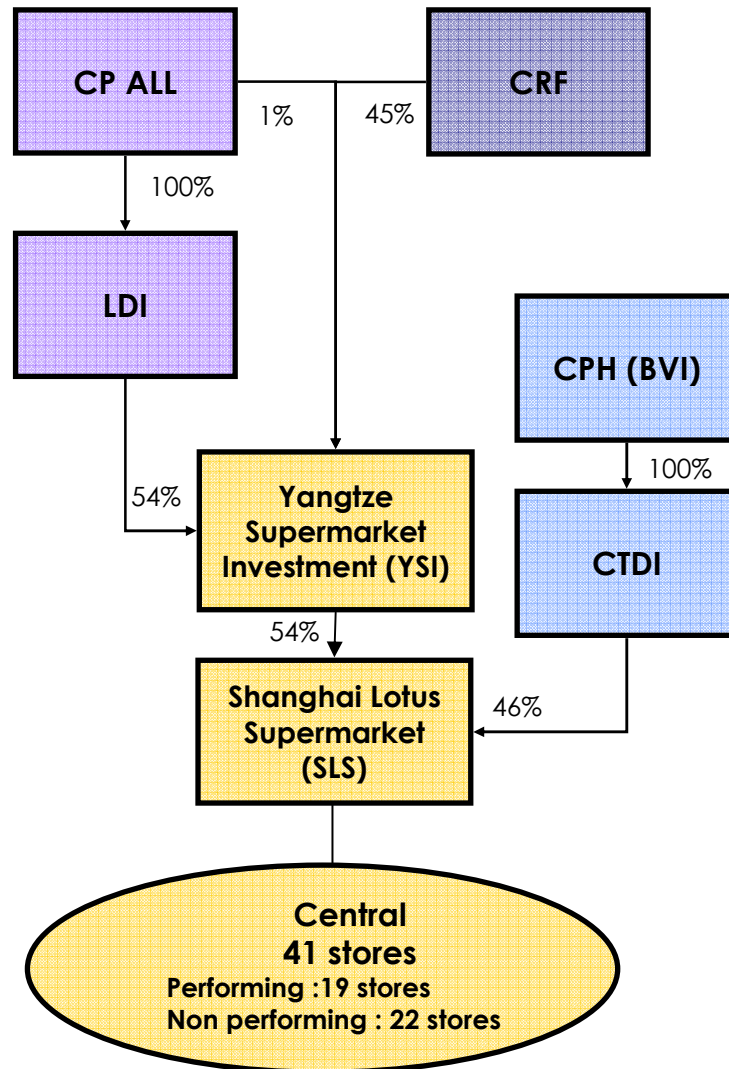 CP ALL
1%
45%
CRF
100%
LDI
CPH (BVI)
100%
54%
Yangtze
Supermarket
Investment (YSI)
CTDI
54%
Shanghai Lotus
Supermarket
(SLS)
46%
Central
41 stores
Performing :19 stores
Non performing : 22 stores